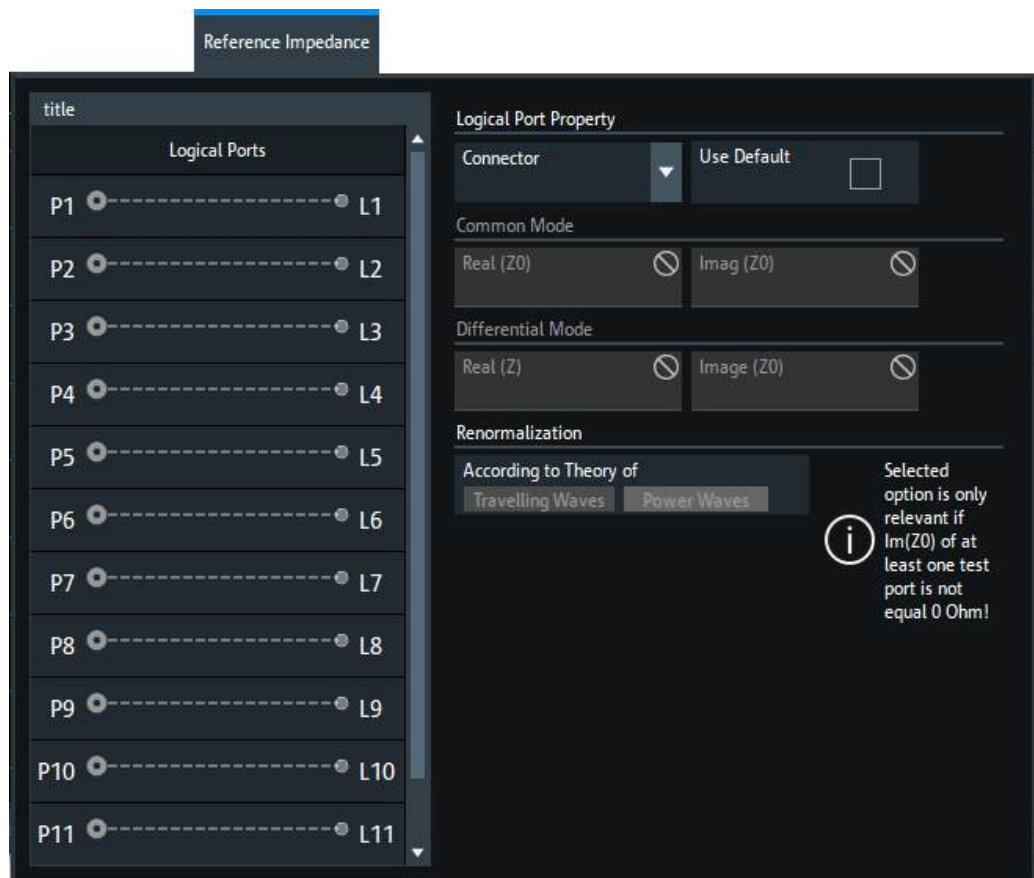 Reference Impedance
title
Logical Ports
P1 L1
P2 L2
P3 L3
P4 L4
P5 L5
P6 L6
P7 L7
P8 L8
P9 L9
P10 L10
P11 L11
Logical Port Property
Connector
Use Default
Common Mode
Real (Z0)
Imag (Z0)
Differential Mode
Real (Z)
Image (Z0)
Renormalization
According to Theory of
Travelling Waves Power Waves
Selected
option is only
relevant if
Im(Z0) of at
least one test
port is not
equal 0 Ohm!